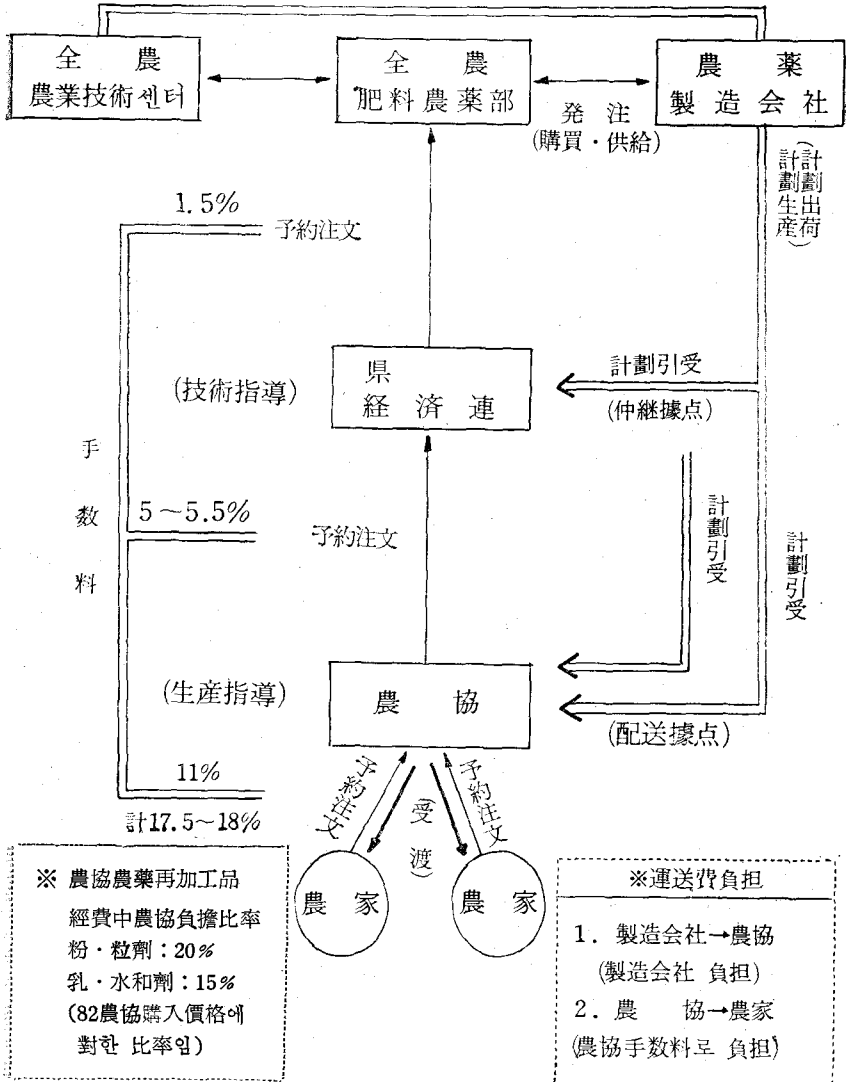 全農
農業技術센터
全農
肥料農薬部
農薬
製造会社
発注
(購買・供給)
(計劃出荷
計劃生産)
1.5%
予約注文
県
経済連
(技術指導)
計劃引受
(仲継據点)
手数料
5～5.5%
予約注文
計劃引受
計劃引受
(生産指導)
農協
(配送據点)
11%
計17.5～18%
予約注文
(受渡)
予約注文
農家
農家
※ 農協農藥再加工品
經費中農協負擔比率
粉・粒劑：20%
乳・水和劑：15%
(82農協購入價格에
對한 比率임)
※運送費負担
1. 製造会社→農協
(製造会社 負担)
2. 農協→農家
(農協手数料로 負担)